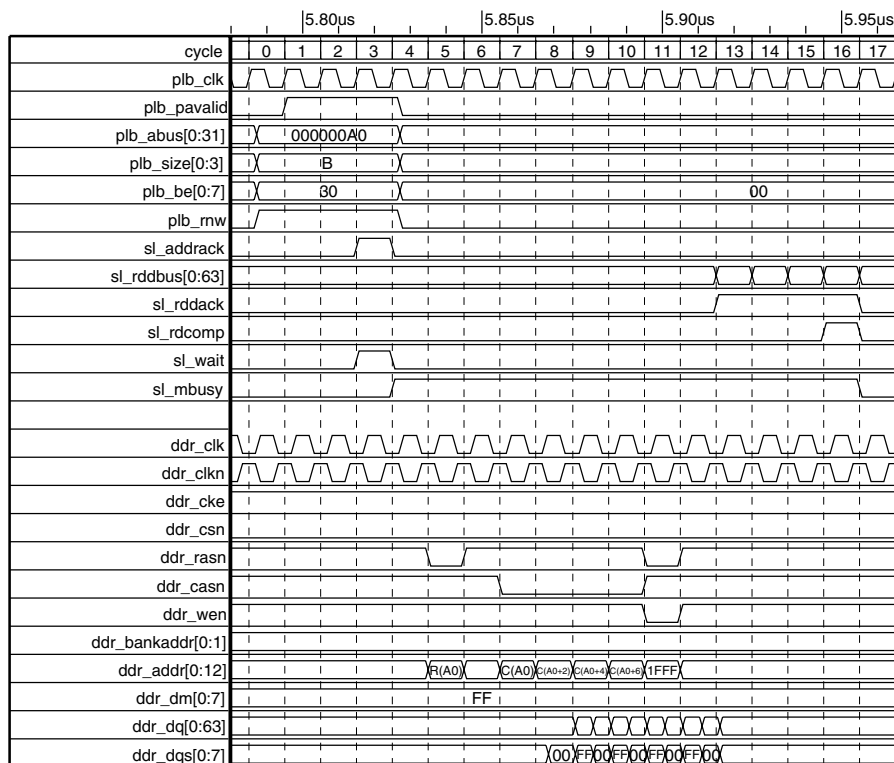 5.80us 5.85us 5.90us 5.95us
cycle 0 1 2 3 4 5 6 7 8 9 10 11 12 13 14 15 16 17
plb_clk
plb_pavalid
plb_abus[0:31] 000000A0
plb_size[0:3] B
plb_be[0:7] 30 00
plb_rnw
sl_addrack
sl_rddbus[0:63]
sl_rddack
sl_rdcomp
sl_wait
sl_mbusy
ddr_clk
ddr_clkn
ddr_cke
ddr_csn
ddr_rasn
ddr_casn
ddr_wen
ddr_bankaddr[0:1]
ddr_addr[0:12] R(A0) C(A0) C(A0+2) C(A0+4) C(A0+6) 1FFF
ddr_dm[0:7] FF
ddr_dq[0:63]
ddr_dqs[0:7] 00 FF 00 FF 00 FF 00 FF 00